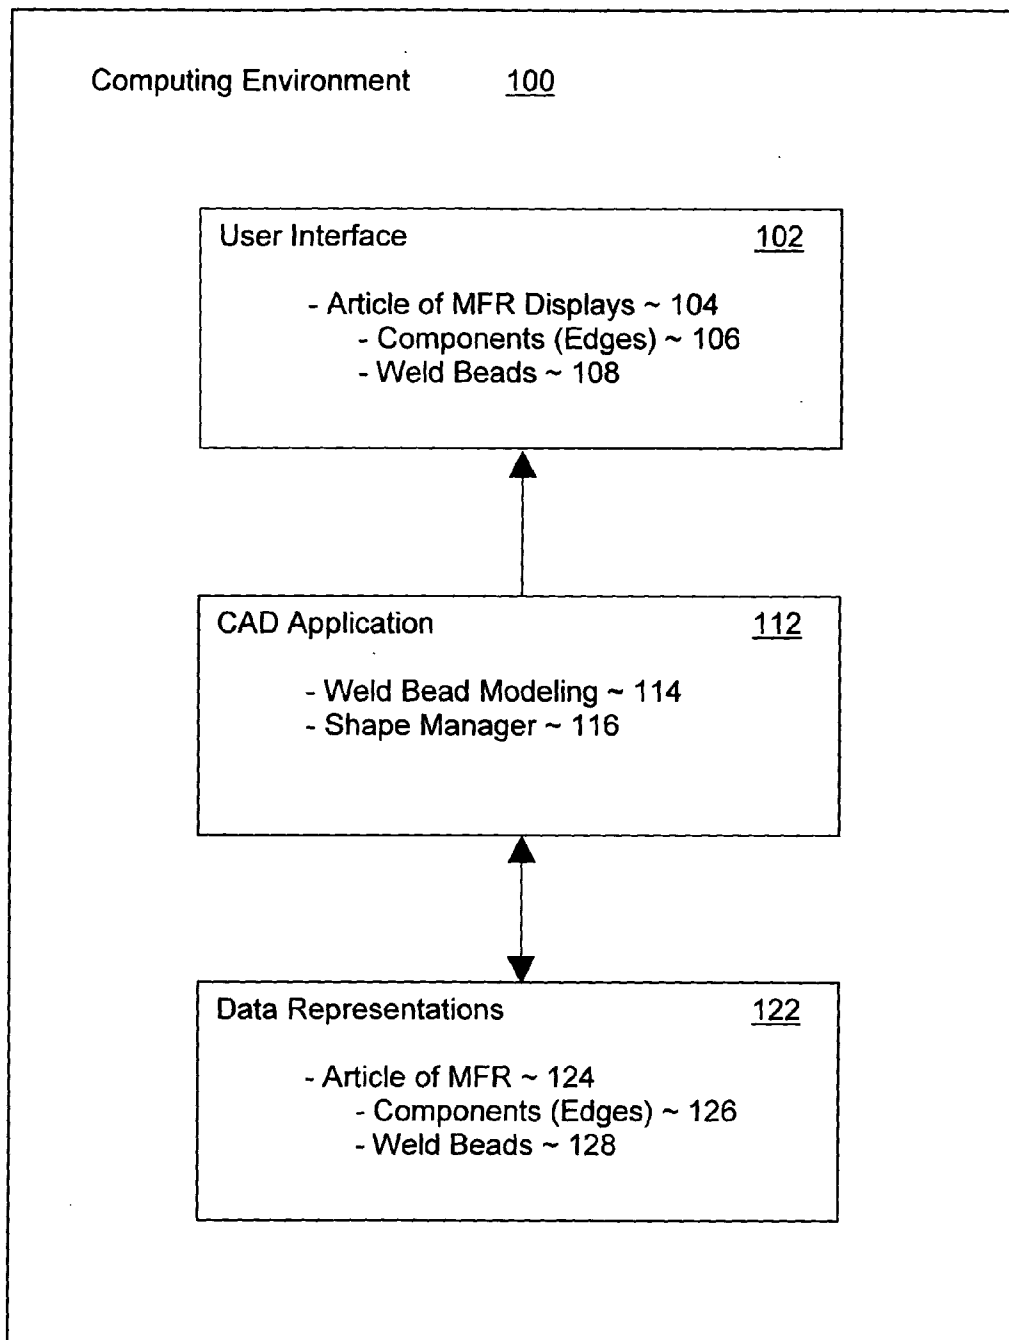 Computing Environment 100
User Interface 102
- Article of MFR Displays ~ 104
- Components (Edges) ~ 106
- Weld Beads ~ 108
CAD Application 112
- Weld Bead Modeling ~ 114
- Shape Manager ~ 116
Data Representations 122
- Article of MFR ~ 124
- Components (Edges) ~ 126
- Weld Beads ~ 128